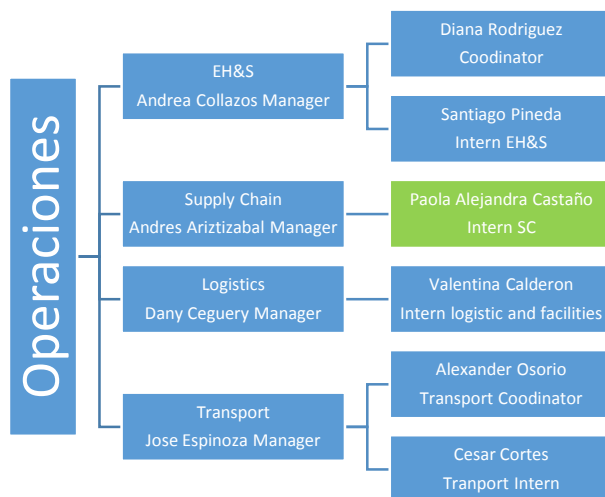 Operaciones
EH&S
Andrea Collazos Manager
Diana Rodriguez
Coodinator
Santiago Pineda
Intern EH&S
Supply Chain
Andres Ariztizabal Manager
Paola Alejandra Castaño
Intern SC
Logistics
Dany Ceguery Manager
Valentina Calderon
Intern logistic and facilities
Transport
Jose Espinoza Manager
Alexander Osorio
Transport Coodinator
Cesar Cortes
Tranport Intern